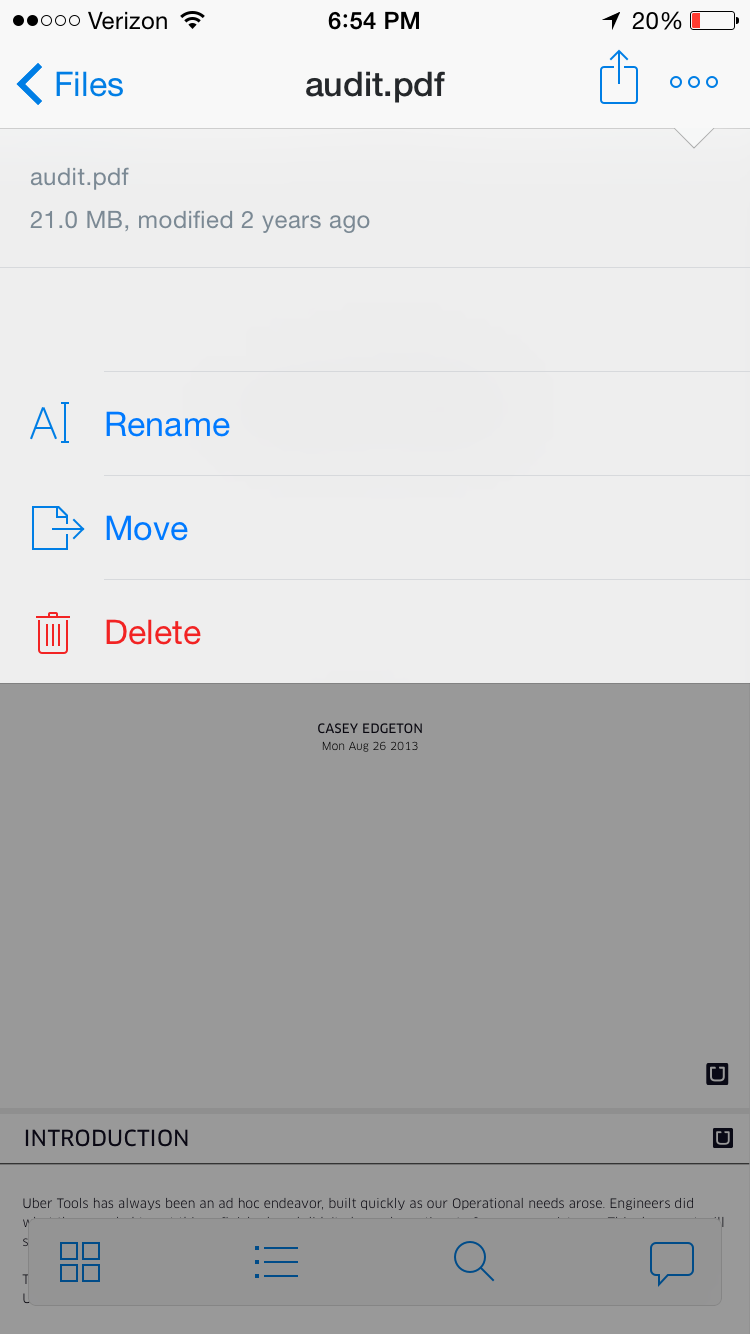 Verizon 6:54 PM 20%
Files audit.pdf
audit.pdf
21.0 MB, modified 2 years ago
Rename
Move
Delete
CASEY EDGETON
Mon Aug 26 2013
INTRODUCTION
Uber Tools has always been an ad hoc endeavor, built quickly as our Operational needs arose. Engineers did